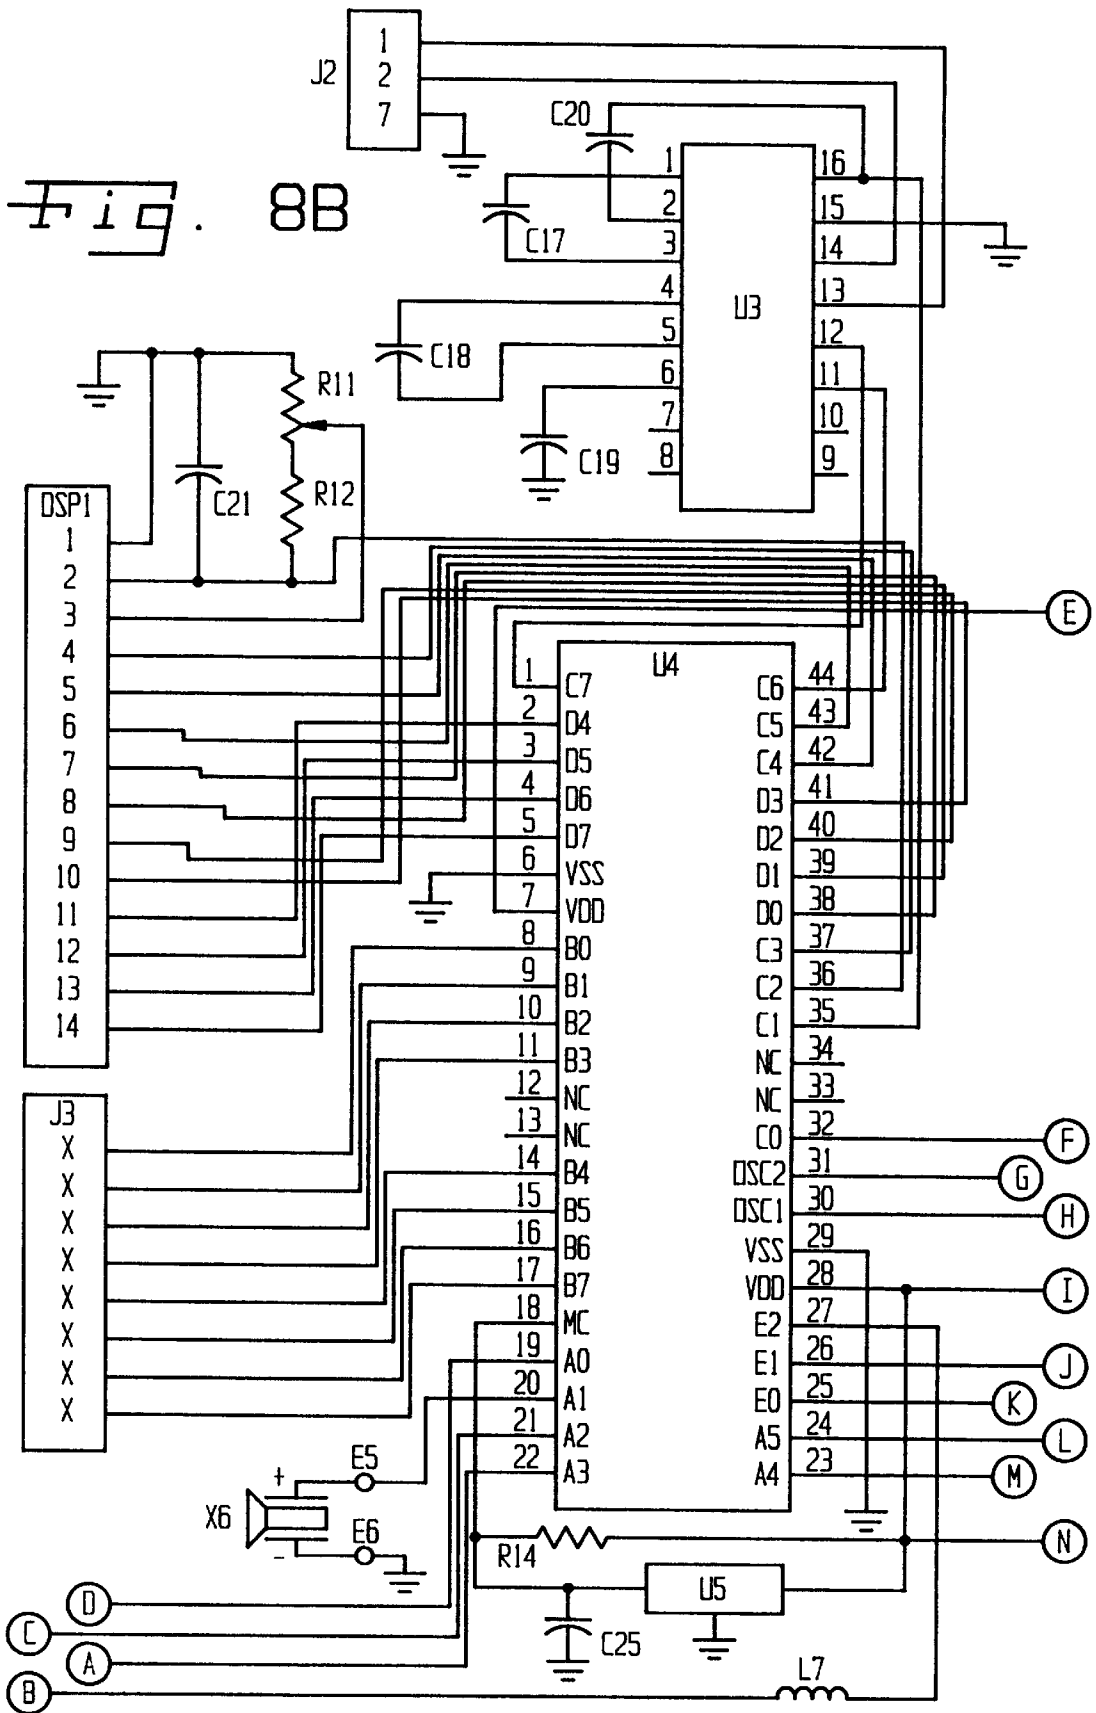 J2
1
2
7
Fig. 8B
C20
C17
C18
C19
U3
1
2
3
4
5
6
7
8
16
15
14
13
12
11
10
9
R11
R12
C21
DSP1
1
2
3
4
5
6
7
8
9
10
11
12
13
14
E
U4
1 C7
2 D4
3 D5
4 D6
5 D7
6 VSS
7 VDD
8 B0
9 B1
10 B2
11 B3
12 NC
13 NC
14 B4
15 B5
16 B6
17 B7
18 MC
19 A0
20 A1
21 A2
22 A3
C6 44
C5 43
C4 42
D3 41
D2 40
D1 39
D0 38
C3 37
C2 36
C1 35
NC 34
NC 33
C0 32
OSC2 31
OSC1 30
VSS 29
VDD 28
E2 27
E1 26
E0 25
A5 24
A4 23
F
G
H
I
J
K
L
M
N
J3
X
X
X
X
X
X
X
X
X6
+
-
E5
E6
R14
U5
C25
L7
D
C
A
B